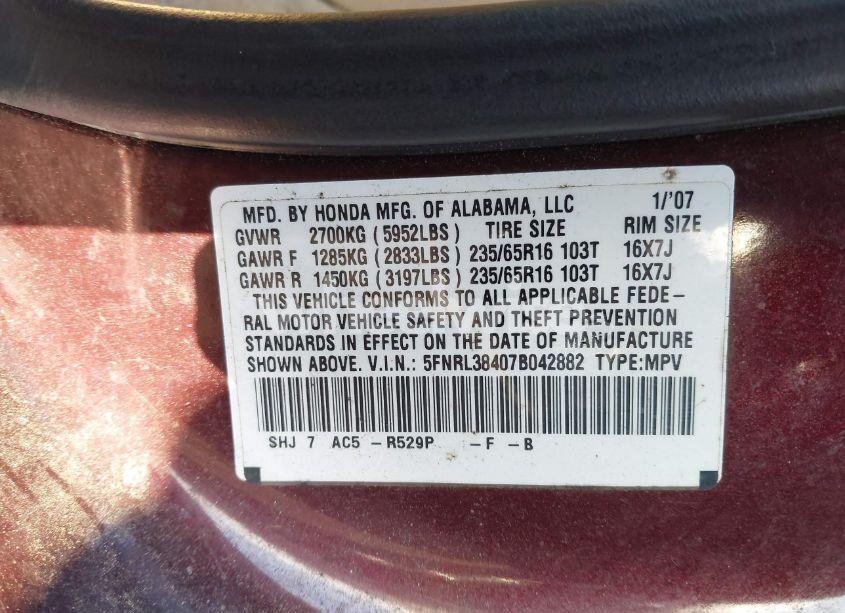 MFD. BY HONDA MFG. OF ALABAMA, LLC 1/'07
GVWR 2700KG (5952LBS) TIRE SIZE RIM SIZE
GAWR F 1285KG (2833LBS) 235/65R16 103T 16X7J
GAWR R 1450KG (3197LBS) 235/65R16 103T 16X7J
THIS VEHICLE CONFORMS TO ALL APPLICABLE FEDE-
RAL MOTOR VEHICLE SAFETY AND THEFT PREVENTION
STANDARDS IN EFFECT ON THE DATE OF MANUFACTURE
SHOWN ABOVE. V.I.N.: 5FNRL38407B042882 TYPE:MPV
SHJ 7 AC5 -R529P -F -B